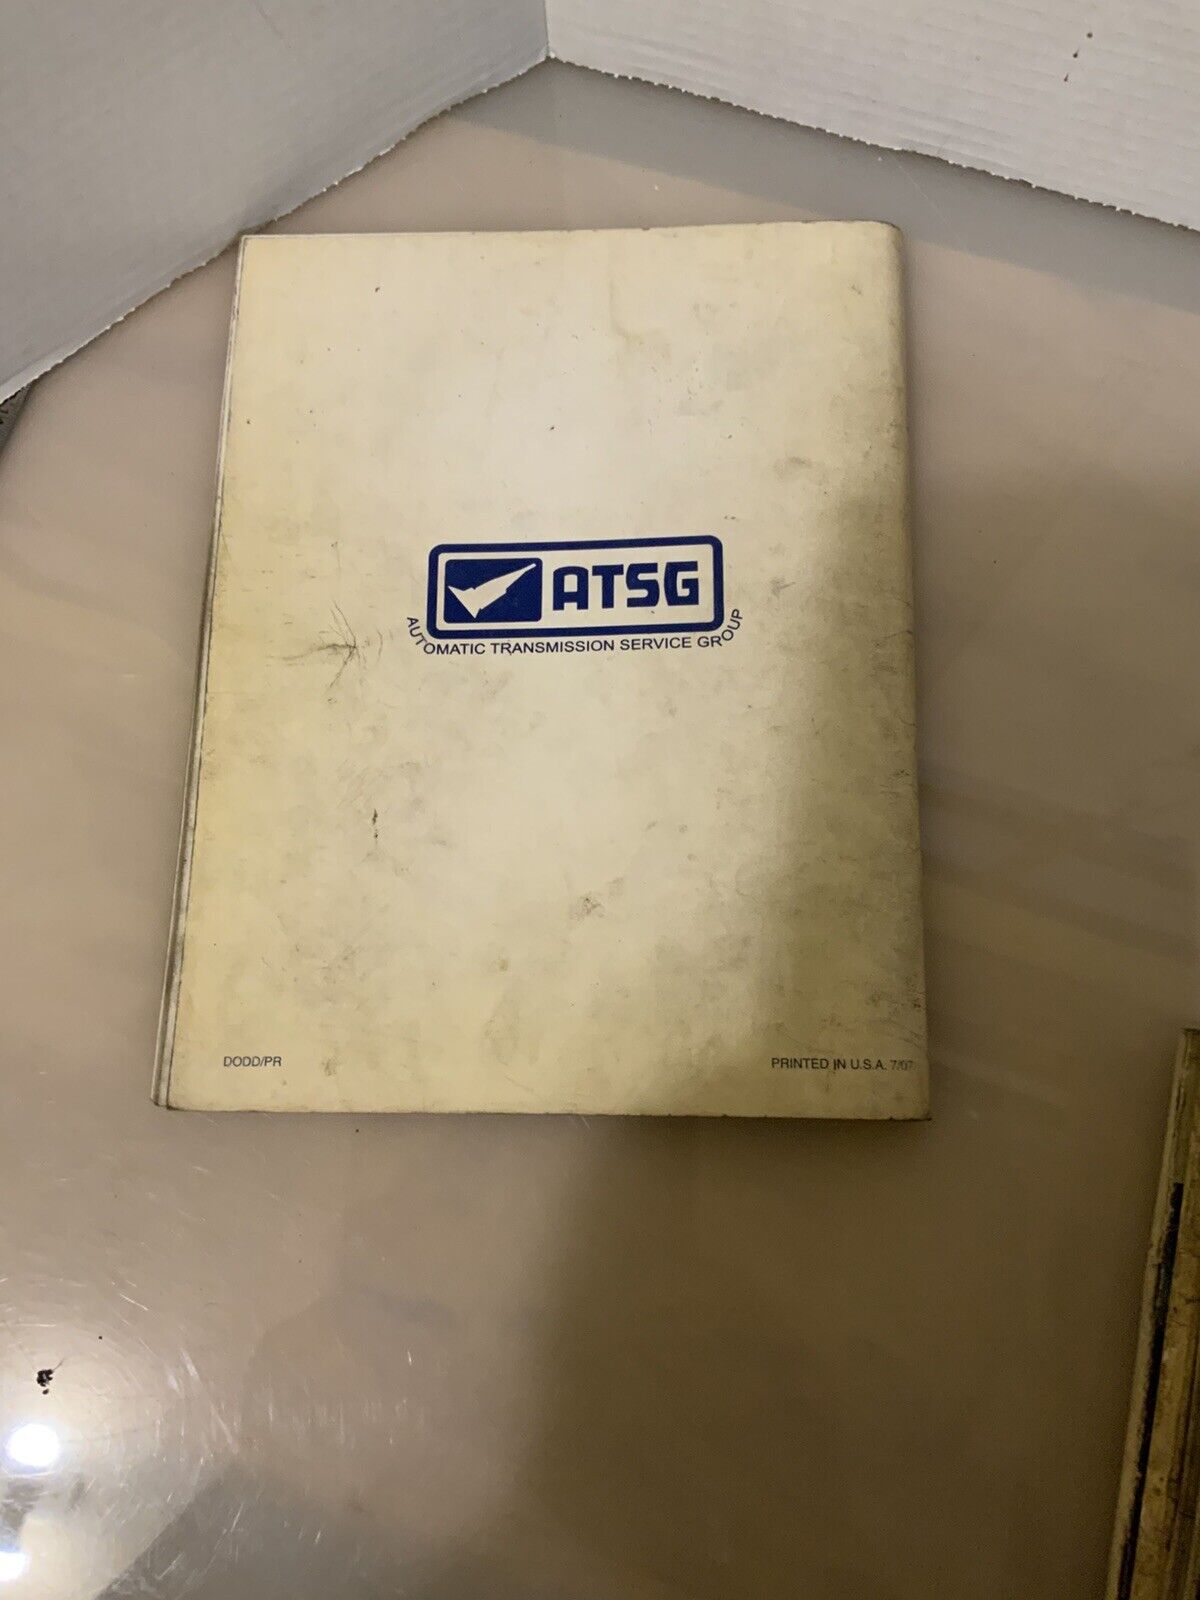 ATSG
AUTOMATIC TRANSMISSION SERVICE GROUP
DODD/PR
PRINTED IN U.S.A. 7/07